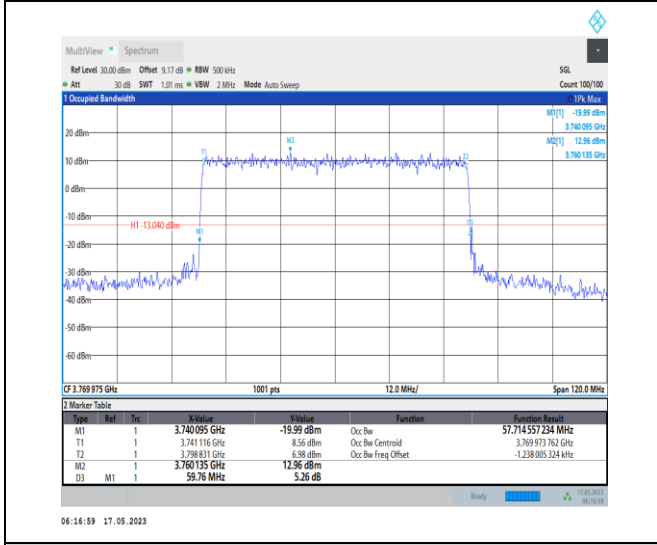 MultiView Spectrum
Ref Level 30.00 dBm Offset 9.17 dB RBW 500 kHz SGL
Att 30 dB SWT 1.01 ms VBW 2 MHz Mode Auto Sweep Count 100/100
1 Occupied Bandwidth 1Pk Max
M1[1] -19.99 dBm
3.740 095 GHz
M2[1] 12.96 dBm
3.760 135 GHz
20 dBm
M2
T1
T2
10 dBm
0 dBm
-10 dBm
D3
H1 -13.040 dBm
M1
-20 dBm
-30 dBm
-40 dBm
-50 dBm
-60 dBm
CF 3.769 975 GHz 1001 pts 12.0 MHz/ Span 120.0 MHz
2 Marker Table
Type Ref Trc X-Value Y-Value Function Function Result
M1 1 3.740 095 GHz -19.99 dBm Occ Bw 57.714 557 234 MHz
T1 1 3.741 116 GHz 8.56 dBm Occ Bw Centroid 3.769 973 762 GHz
T2 1 3.798 831 GHz 6.98 dBm Occ Bw Freq Offset -1.238 005 324 kHz
M2 1 3.760 135 GHz 12.96 dBm
D3 M1 1 59.76 MHz 5.26 dB
Ready 17.05.2023
06:16:58
06:16:59 17.05.2023